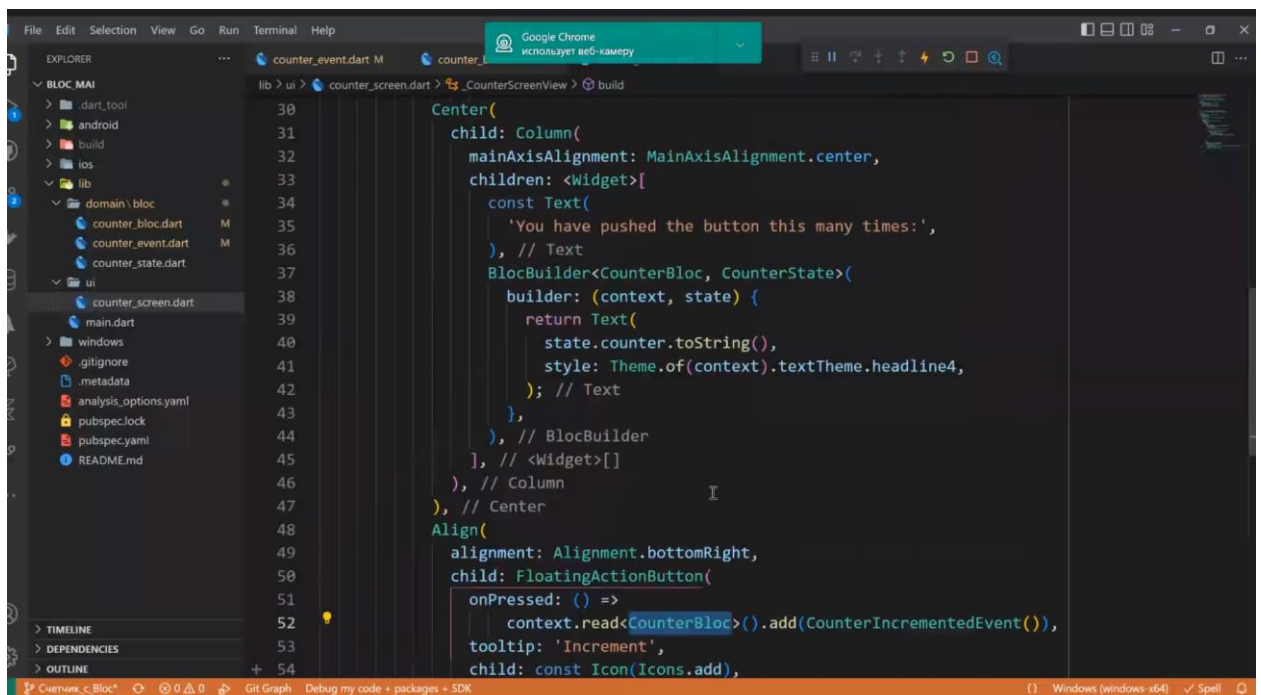 File Edit Selection View Go Run Terminal Help
Google Chrome
использует веб-камеру
EXPLORER
BLOC_MAI
.dart_tool
android
build
ios
lib
domain \ bloc
counter_bloc.dart M
counter_event.dart M
counter_state.dart
ui
counter_screen.dart
main.dart
windows
.gitignore
.metadata
analysis_options.yaml
pubspec.lock
pubspec.yaml
README.md
TIMELINE
DEPENDENCIES
OUTLINE
counter_event.dart M
lib > ui > counter_screen.dart > _CounterScreenView > build
30 Center(
31 child: Column(
32 mainAxisAlignment: MainAxisAlignment.center,
33 children: <Widget>[
34 const Text(
35 'You have pushed the button this many times:',
36 ), // Text
37 BlocBuilder<CounterBloc, CounterState>(
38 builder: (context, state) {
39 return Text(
40 state.counter.toString(),
41 style: Theme.of(context).textTheme.headline4,
42 ); // Text
43 },
44 ), // BlocBuilder
45 ], // <Widget>[]
46 ), // Column
47 ), // Center
48 Align(
49 alignment: Alignment.bottomRight,
50 child: FloatingActionButton(
51 onPressed: () =>
52 context.read<CounterBloc>().add(CounterIncrementedEvent()),
53 tooltip: 'Increment',
54 child: const Icon(Icons.add),
Счетчик_с_Bloc* 0 0 Git Graph Debug my code + packages + SDK {} Windows (windows-x64) Spell